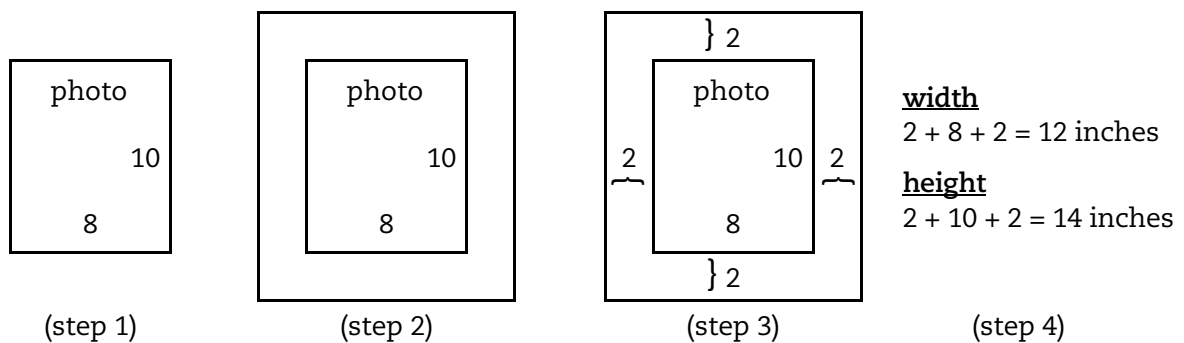 photo
10
8
(step 1)
photo
10
8
(step 2)
} 2
photo
2
10
2
8
} 2
(step 3)
width
2 + 8 + 2 = 12 inches
height
2 + 10 + 2 = 14 inches
(step 4)